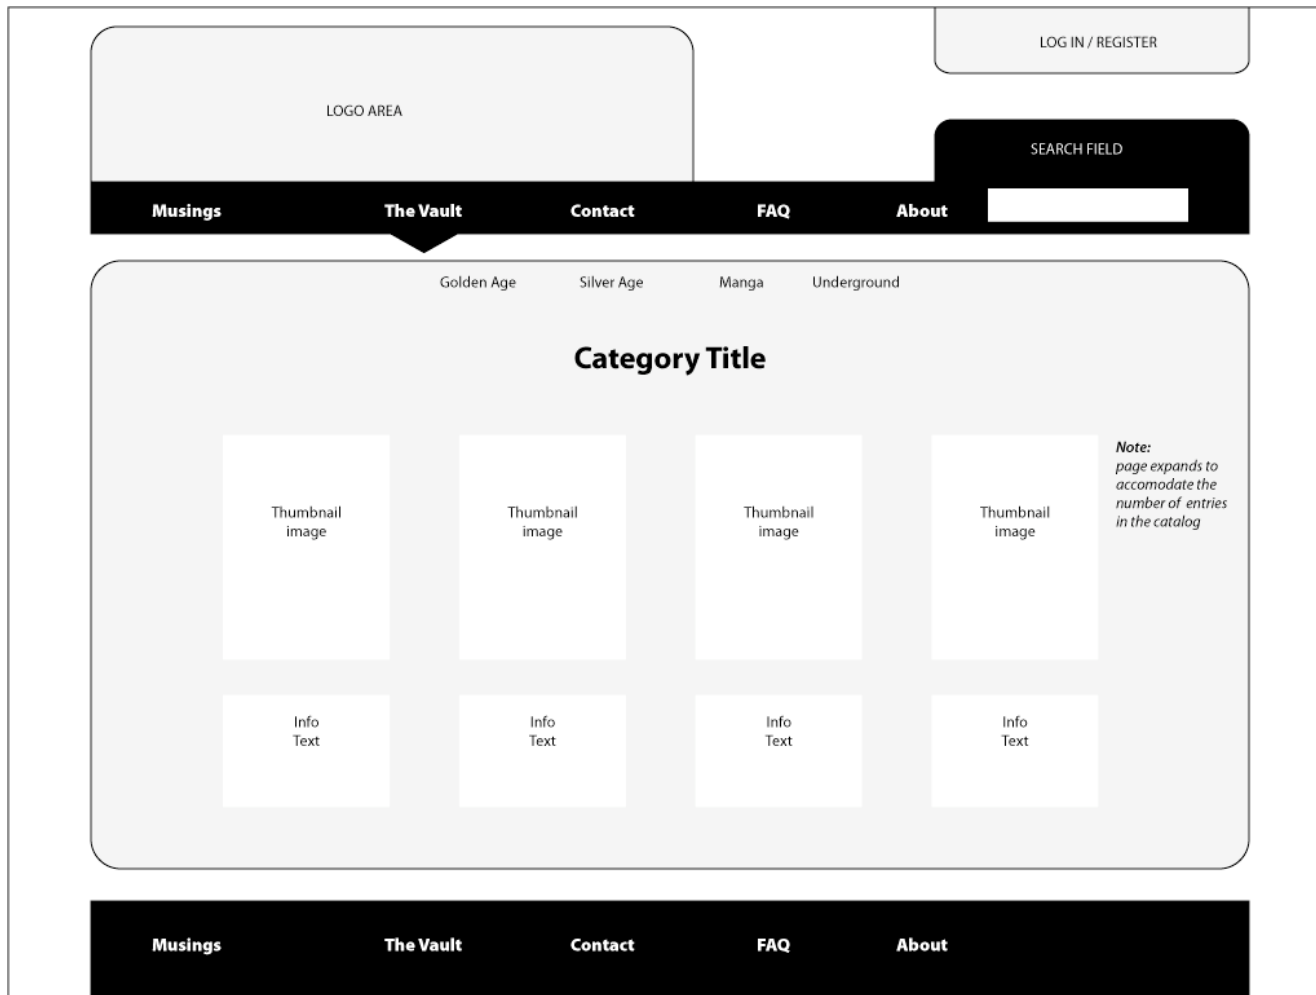 LOG IN / REGISTER
LOGO AREA
SEARCH FIELD
Musings The Vault Contact FAQ About
Golden Age Silver Age Manga Underground
Category Title
Thumbnail
image
Thumbnail
image
Thumbnail
image
Thumbnail
image
Note:
page expands to
accomodate the
number of entries
in the catalog
Info
Text
Info
Text
Info
Text
Info
Text
Musings The Vault Contact FAQ About